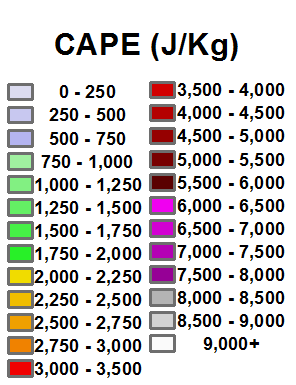 CAPE (J/Kg)
0 - 250
250 - 500
500 - 750
750 - 1,000
1,000 - 1,250
1,250 - 1,500
1,500 - 1,750
1,750 - 2,000
2,000 - 2,250
2,250 - 2,500
2,500 - 2,750
2,750 - 3,000
3,000 - 3,500
3,500 - 4,000
4,000 - 4,500
4,500 - 5,000
5,000 - 5,500
5,500 - 6,000
6,000 - 6,500
6,500 - 7,000
7,000 - 7,500
7,500 - 8,000
8,000 - 8,500
8,500 - 9,000
9,000+